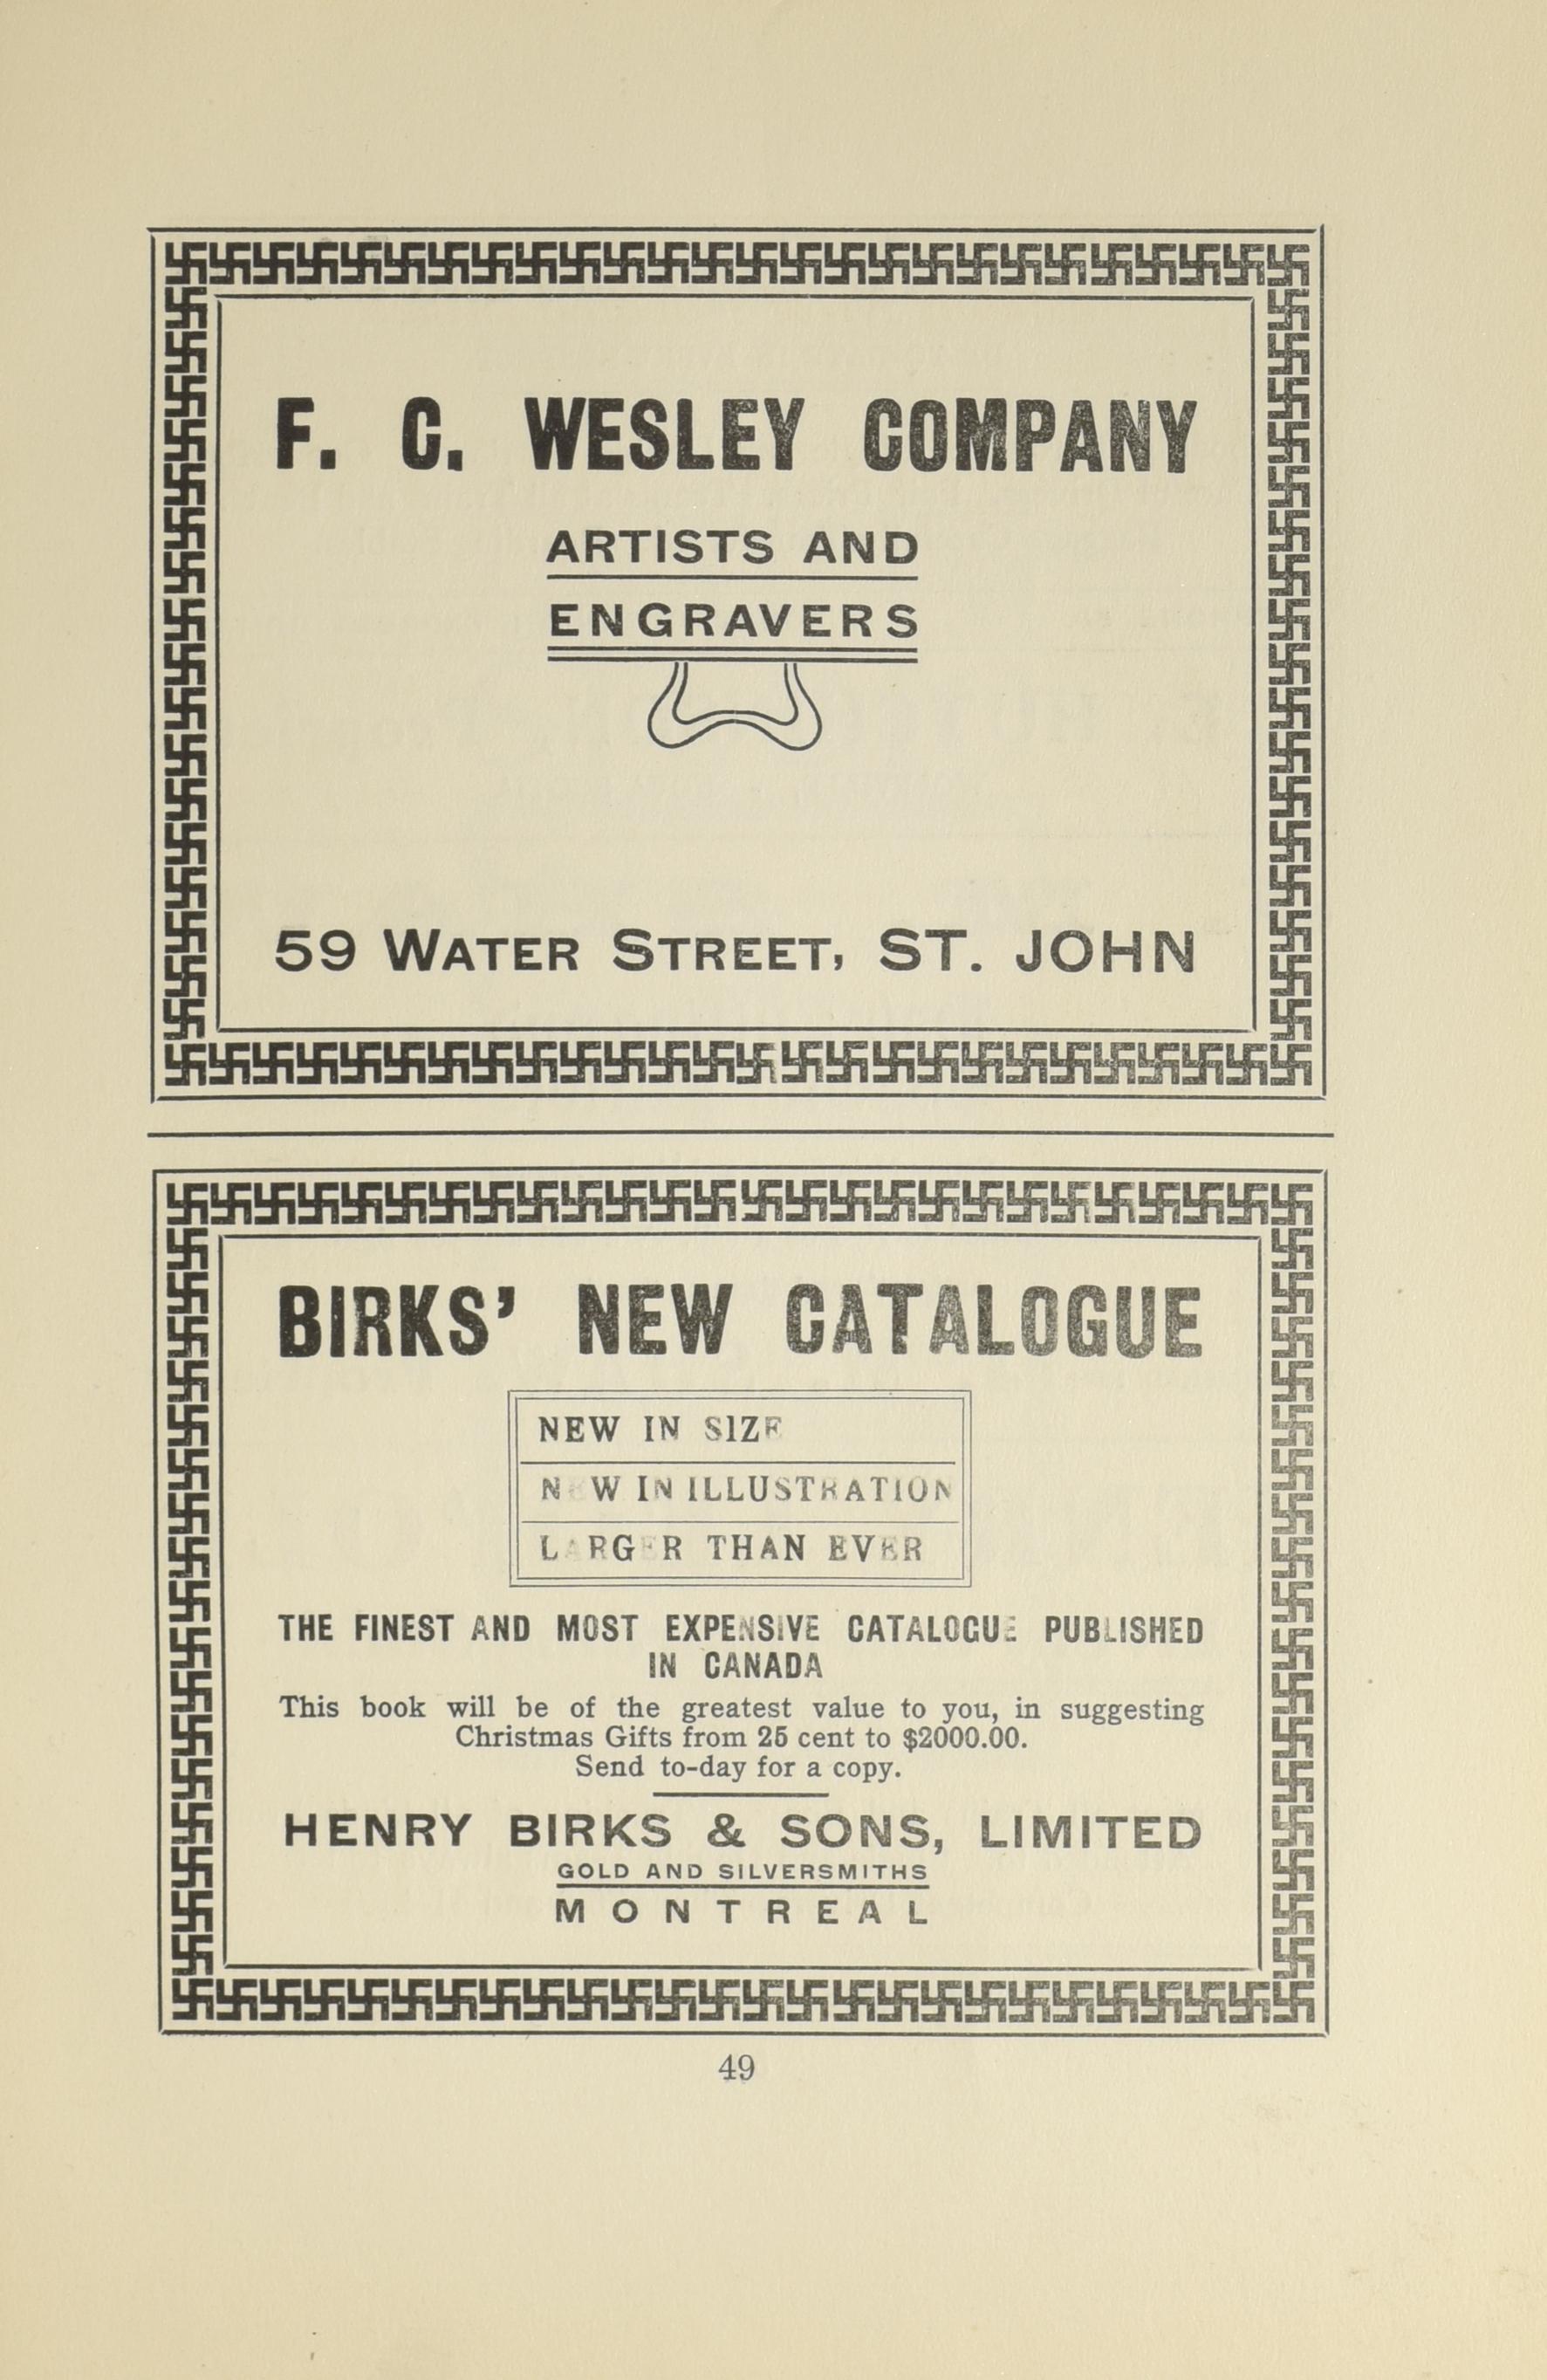 F. C. WESLEY COMPANY
ARTISTS AND
ENGRAVERS
59 WATER STREET, ST. JOHN
BIRKS' NEW CATALOGUE
NEW IN SIZE
NEW IN ILLUSTRATION
LARGER THAN EVER
THE FINEST AND MOST EXPENSIVE CATALOGUE PUBLISHED
IN CANADA
This book will be of the greatest value to you, in suggesting
Christmas Gifts from 25 cent to $2000.00.
Send to-day for a copy.
HENRY BIRKS & SONS, LIMITED
GOLD AND SILVERSMITHS
MONTREAL
49